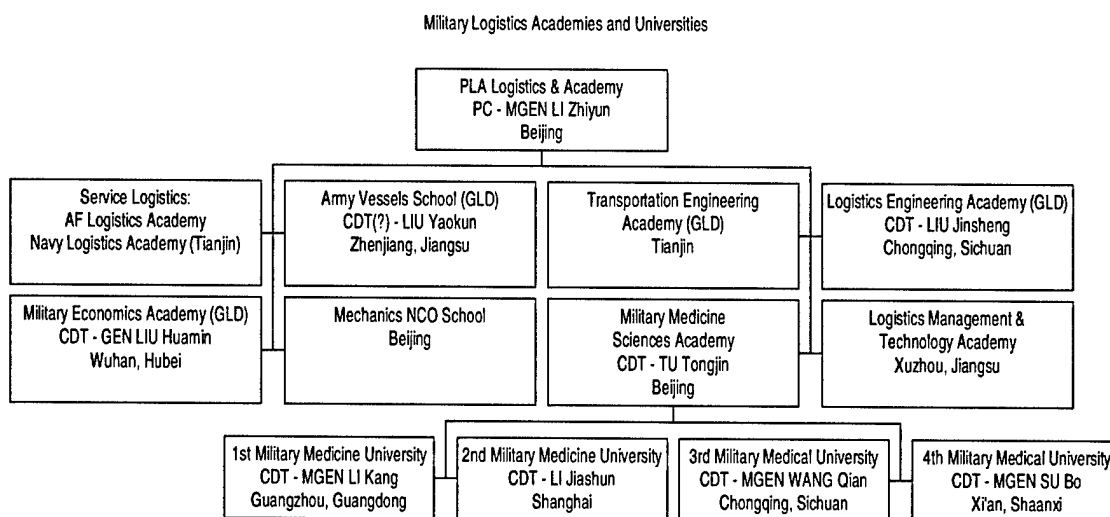 Military Logistics Academies and Universities
PLA Logistics & Academy
PC - MGEN LI Zhiyun
Beijing
Service Logistics:
AF Logistics Academy
Navy Logistics Academy (Tianjin)
Army Vessels School (GLD)
CDT(?) - LIU Yaokun
Zhenjiang, Jiangsu
Transportation Engineering
Academy (GLD)
Tianjin
Logistics Engineering Academy (GLD)
CDT - LIU Jinsheng
Chongqing, Sichuan
Military Economics Academy (GLD)
CDT - GEN LIU Huamin
Wuhan, Hubei
Mechanics NCO School
Beijing
Military Medicine
Sciences Academy
CDT - TU Tongjin
Beijing
Logistics Management &
Technology Academy
Xuzhou, Jiangsu
1st Military Medicine University
CDT - MGEN LI Kang
Guangzhou, Guangdong
2nd Military Medicine University
CDT - LI Jiashun
Shanghai
3rd Military Medical University
CDT - MGEN WANG Qian
Chongqing, Sichuan
4th Military Medical University
CDT - MGEN SU Bo
Xi'an, Shaanxi